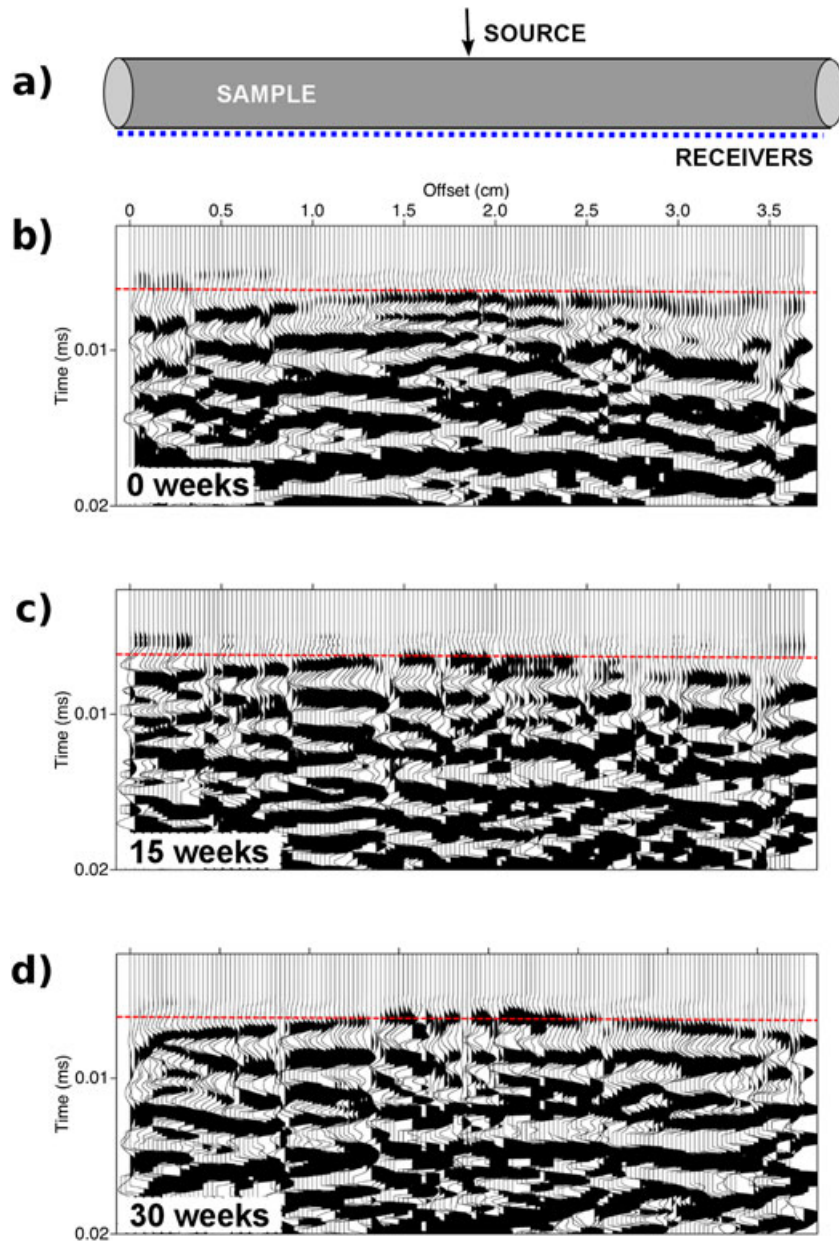 SOURCE
a)
SAMPLE
RECEIVERS
Offset (cm)
b)
0 0.5 1.0 1.5 2.0 2.5 3.0 3.5
Time (ms)
0.01
0 weeks
0.02
c)
Time (ms)
0.01
15 weeks
0.02
d)
Time (ms)
0.01
30 weeks
0.02